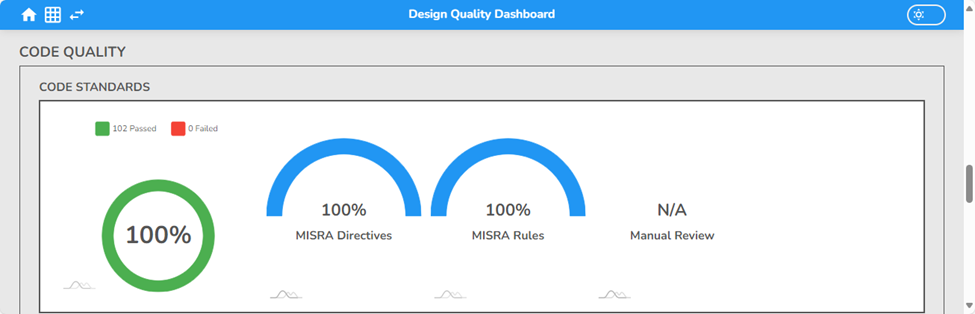 Design Quality Dashboard
CODE QUALITY
CODE STANDARDS
102 Passed
0 Failed
100%
100%
MISRA Directives
100%
MISRA Rules
N/A
Manual Review